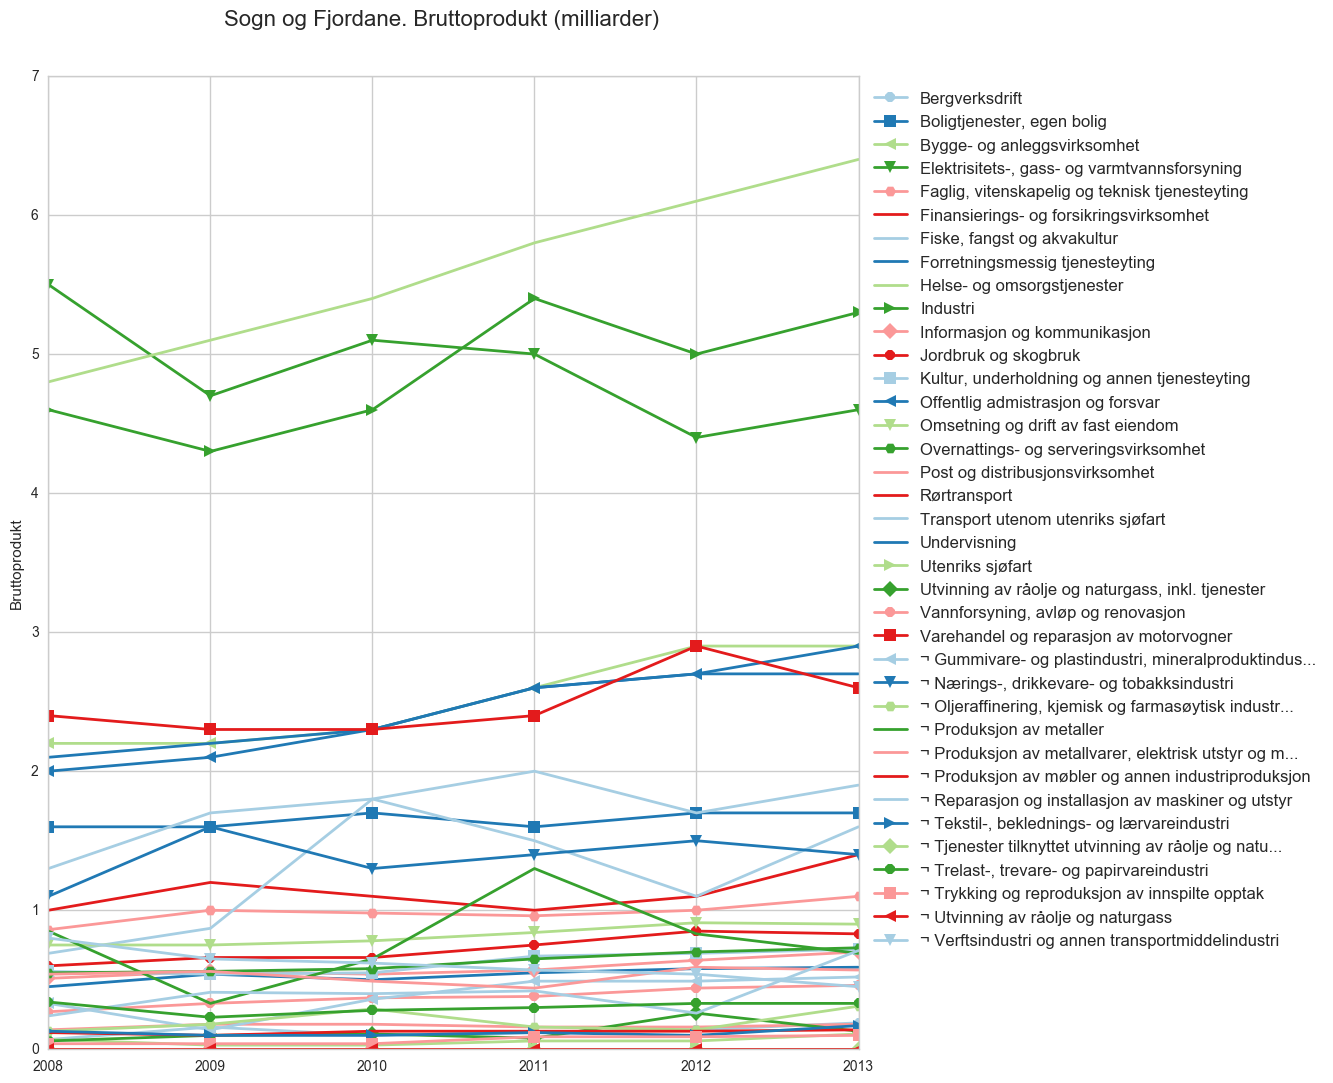 Sogn og Fjordane. Bruttoprodukt (milliarder)
7
6
5
4
3
2
1
0
Bruttoprodukt
2008 2009 2010 2011 2012 2013
Bergverksdrift
Boligtjenester, egen bolig
Bygge- og anleggsvirksomhet
Elektrisitets-, gass- og varmtvannsforsyning
Faglig, vitenskapelig og teknisk tjenesteyting
Finansierings- og forsikringsvirksomhet
Fiske, fangst og akvakultur
Forretningsmessig tjenesteyting
Helse- og omsorgstjenester
Industri
Informasjon og kommunikasjon
Jordbruk og skogbruk
Kultur, underholdning og annen tjenesteyting
Offentlig admistrasjon og forsvar
Omsetning og drift av fast eiendom
Overnattings- og serveringsvirksomhet
Post og distribusjonsvirksomhet
Rørtransport
Transport utenom utenriks sjøfart
Undervisning
Utenriks sjøfart
Utvinning av råolje og naturgass, inkl. tjenester
Vannforsyning, avløp og renovasjon
Varehandel og reparasjon av motorvogner
¬ Gummivare- og plastindustri, mineralproduktindus...
¬ Nærings-, drikkevare- og tobakksindustri
¬ Oljeraffinering, kjemisk og farmasøytisk industr...
¬ Produksjon av metaller
¬ Produksjon av metallvarer, elektrisk utstyr og m...
¬ Produksjon av møbler og annen industriproduksjon
¬ Reparasjon og installasjon av maskiner og utstyr
¬ Tekstil-, beklednings- og lærvareindustri
¬ Tjenester tilknyttet utvinning av råolje og natu...
¬ Trelast-, trevare- og papirvareindustri
¬ Trykking og reproduksjon av innspilte opptak
¬ Utvinning av råolje og naturgass
¬ Verftsindustri og annen transportmiddelindustri